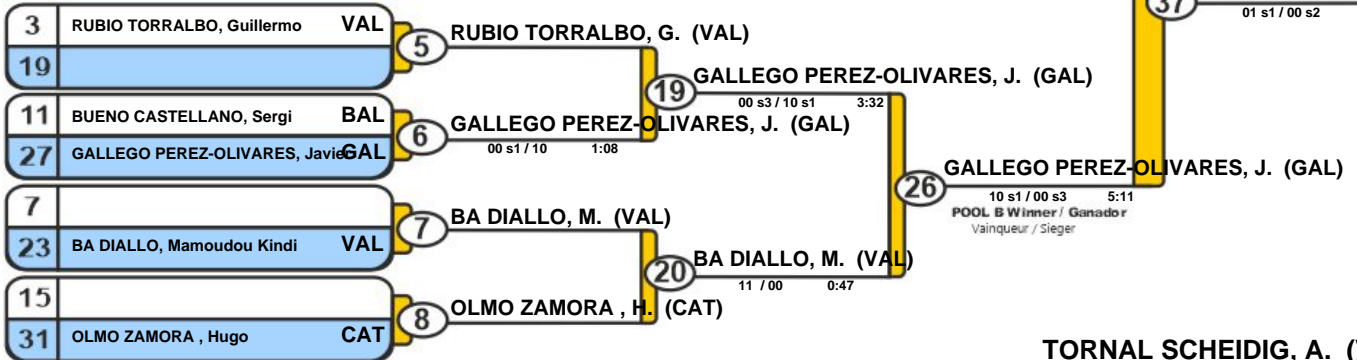 37
01 s1 / 00 s2
3 RUBIO TORRALBO, Guillermo VAL
19
5
RUBIO TORRALBO, G. (VAL)
19
GALLEGO PEREZ-OLIVARES, J. (GAL)
00 s3 / 10 s1 3:32
11 BUENO CASTELLANO, Sergi BAL
27 GALLEGO PEREZ-OLIVARES, Javier GAL
6
GALLEGO PEREZ-OLIVARES, J. (GAL)
00 s1 / 10 1:08
26
GALLEGO PEREZ-OLIVARES, J. (GAL)
10 s1 / 00 s3 5:11
POOL B Winner / Ganador
Vainqueur / Sieger
7
23 BA DIALLO, Mamoudou Kindi VAL
7
BA DIALLO, M. (VAL)
20
BA DIALLO, M. (VAL)
11 / 00 0:47
15
31 OLMO ZAMORA , Hugo CAT
8
OLMO ZAMORA , H. (CAT)
TORNAL SCHEIDIG, A.